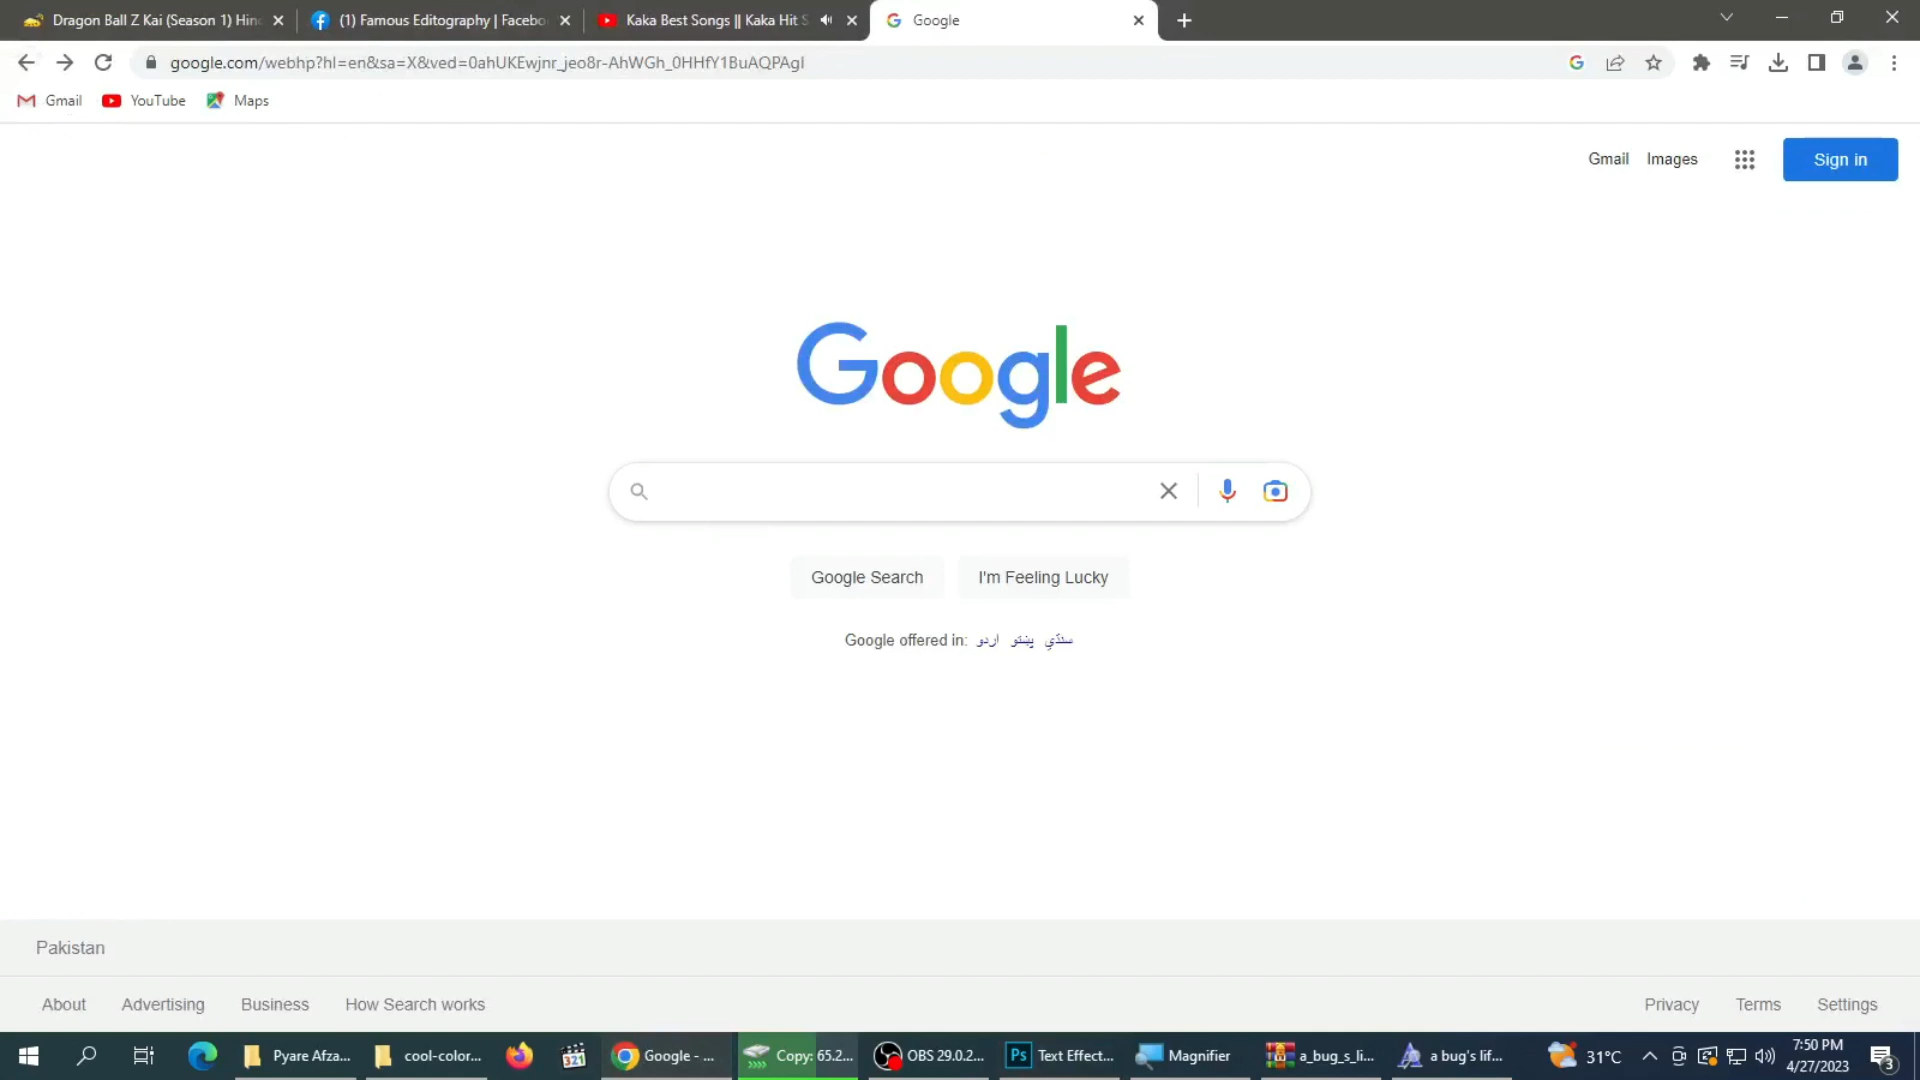 Dragon Ball Z Kai (Season 1) Hin
(1) Famous Editography | Facebo
Kaka Best Songs || Kaka Hit S
Google
google.com/webhp?hl=en&sa=X&ved=0ahUKEwjnr_jeo8r-AhWGh_0HHfY1BuAQPAgI
Gmail
YouTube
Maps
Gmail
Images
Sign in
Google
Google Search
I'm Feeling Lucky
Google offered in: اردو پښتو سنڌي
Pakistan
About
Advertising
Business
How Search works
Privacy
Terms
Settings
Pyare Afza...
cool-color...
321
Google - ...
Copy: 65.2...
OBS 29.0.2...
Ps
Text Effect...
Magnifier
a_bug_s_li...
a bug's lif...
31°C
7:50 PM
4/27/2023
3